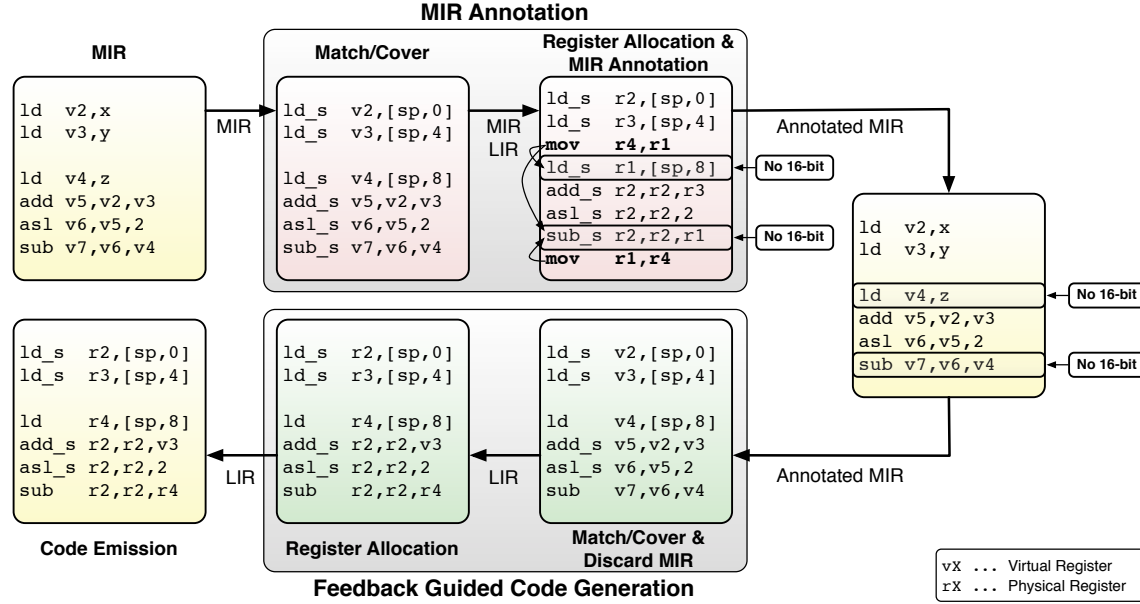 MIR Annotation
MIR
ld v2,x
ld v3,y
ld v4,z
add v5,v2,v3
asl v6,v5,2
sub v7,v6,v4
MIR
Match/Cover
ld_s v2,[sp,0]
ld_s v3,[sp,4]
ld_s v4,[sp,8]
add_s v5,v2,v3
asl_s v6,v5,2
sub_s v7,v6,v4
MIR
LIR
Register Allocation &
MIR Annotation
ld_s r2,[sp,0]
ld_s r3,[sp,4]
mov r4,r1
ld_s r1,[sp,8]
add_s r2,r2,r3
asl_s r2,r2,2
sub_s r2,r2,r1
mov r1,r4
No 16-bit
No 16-bit
Annotated MIR
ld v2,x
ld v3,y
ld v4,z
add v5,v2,v3
asl v6,v5,2
sub v7,v6,v4
No 16-bit
No 16-bit
Annotated MIR
ld_s v2,[sp,0]
ld_s v3,[sp,4]
ld v4,[sp,8]
add_s v5,v2,v3
asl_s v6,v5,2
sub v7,v6,v4
Match/Cover &
Discard MIR
LIR
ld_s r2,[sp,0]
ld_s r3,[sp,4]
ld r4,[sp,8]
add_s r2,r2,v3
asl_s r2,r2,2
sub r2,r2,r4
Register Allocation
LIR
ld_s r2,[sp,0]
ld_s r3,[sp,4]
ld r4,[sp,8]
add_s r2,r2,v3
asl_s r2,r2,2
sub r2,r2,r4
Code Emission
Feedback Guided Code Generation
vX ... Virtual Register
rX ... Physical Register